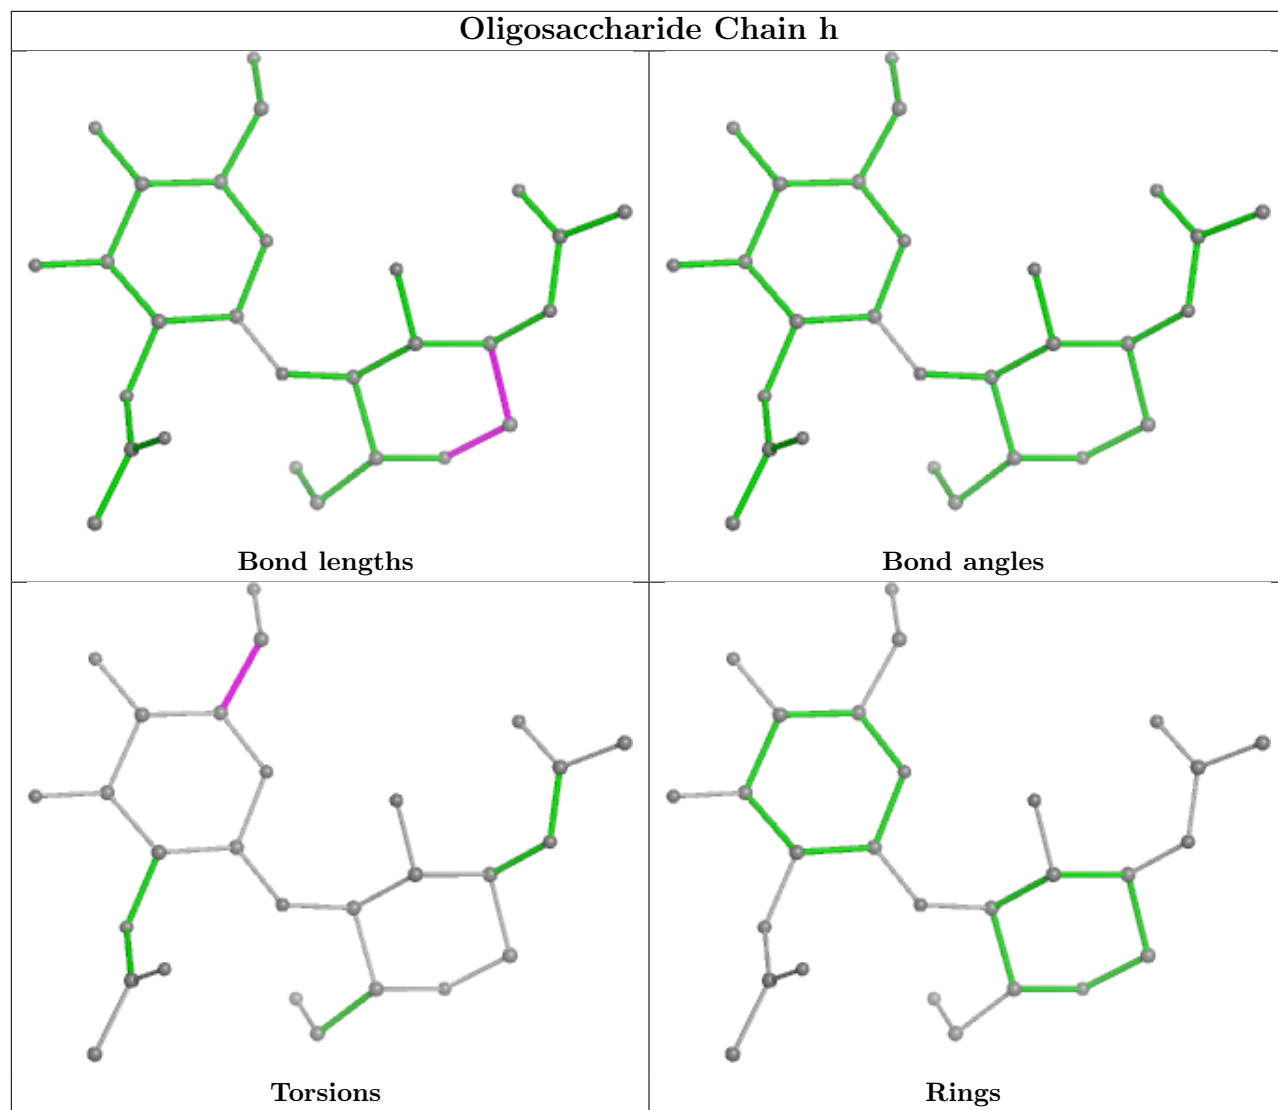 Oligosaccharide Chain h
Bond lengths
Bond angles
Torsions
Rings